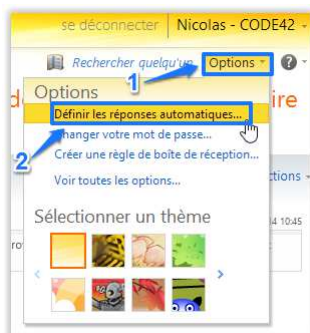 se déconnecter | Nicolas - CODE42
Rechercher quelqu'un Options
1
Options
Définir les réponses automatiques...
2
Changer votre mot de passe...
Créer une règle de boîte de réception...
Voir toutes les options...
ctions
Sélectionner un thème
10:45